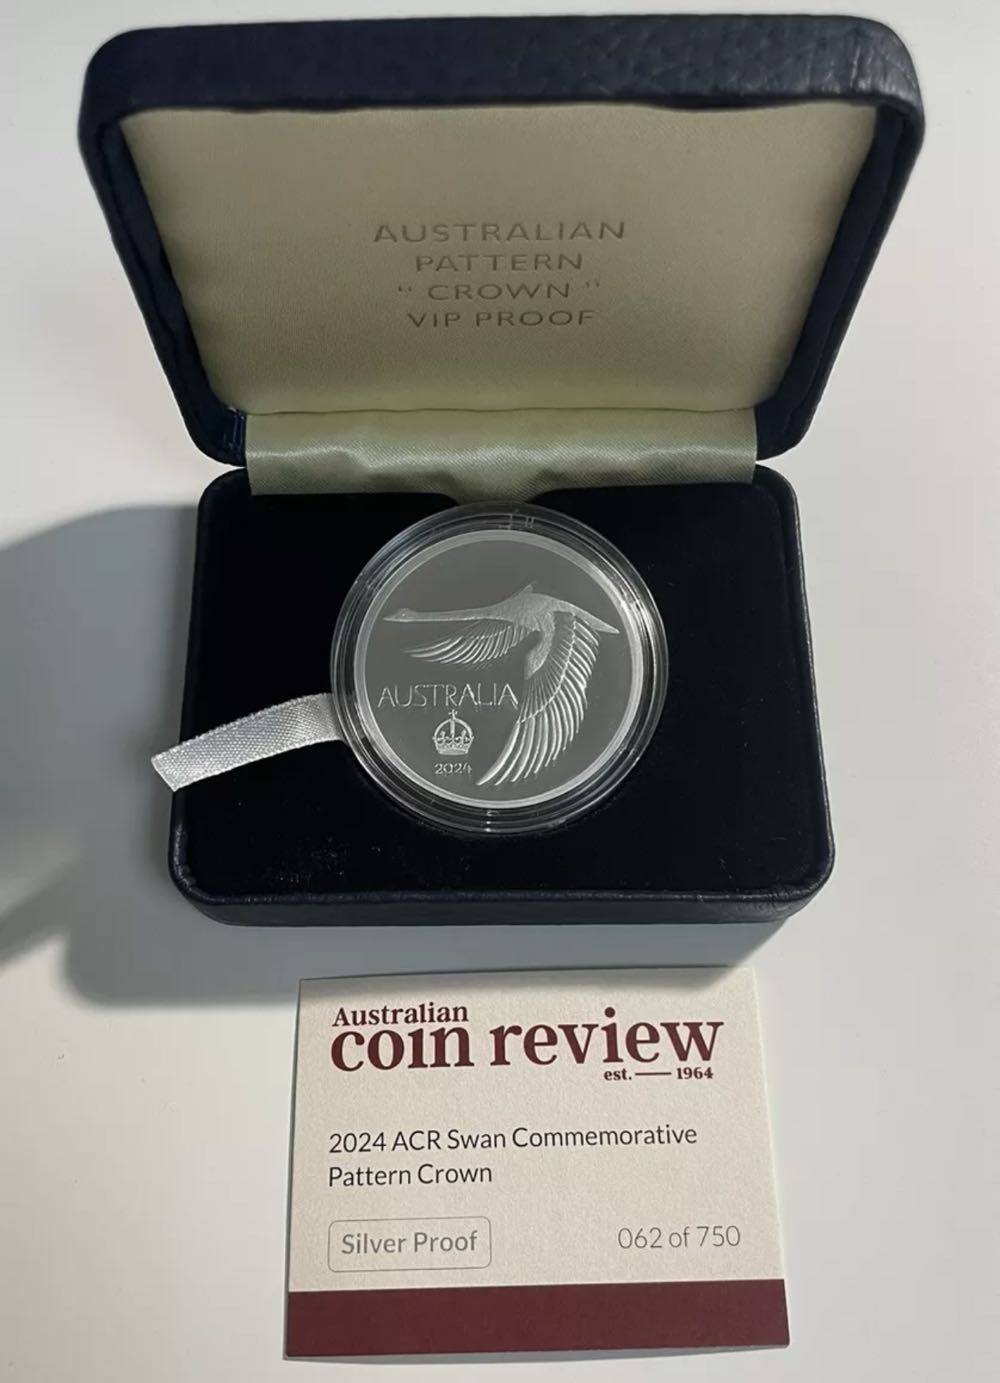 AUSTRALIAN
PATTERN
“ CROWN ”
VIP PROOF
AUSTRALIA
2024
Australian
coin review
est. — 1964
2024 ACR Swan Commemorative
Pattern Crown
Silver Proof
062 of 750